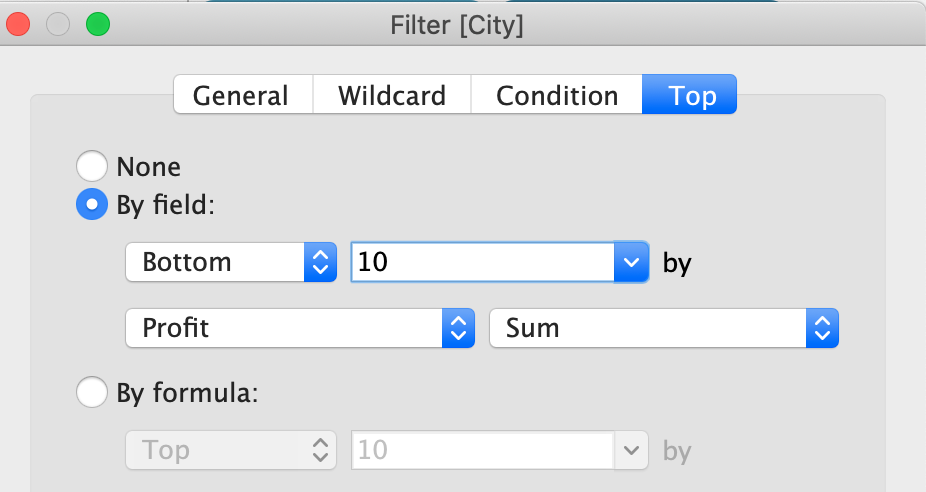 Filter [City]
General Wildcard Condition Top
None
By field:
Bottom 10 by
Profit Sum
By formula:
Top 10 by